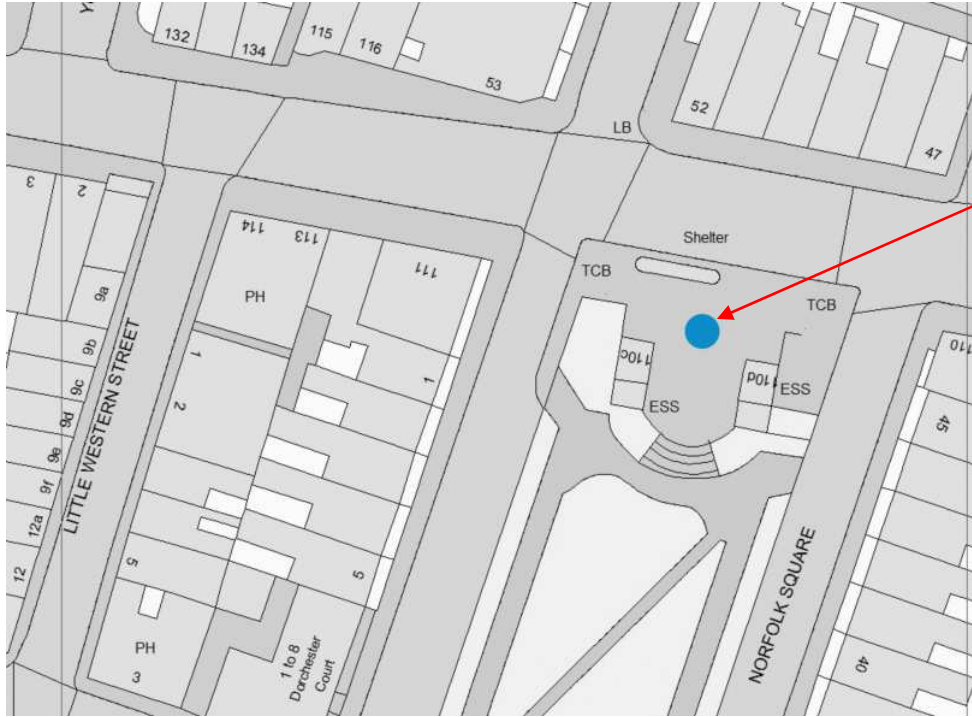 Y
132
134
115
116
53
52
LB
47
3
2
114
113
111
Shelter
TCB
TCB
9a
PH
110c
110d
ESS
ESS
110
9b
1
1
9c
2
45
9d
9e
9f
LITTLE WESTERN STREET
12a
12
5
5
PH
3
1 to 8
Dorchester
Court
NORFOLK SQUARE
40